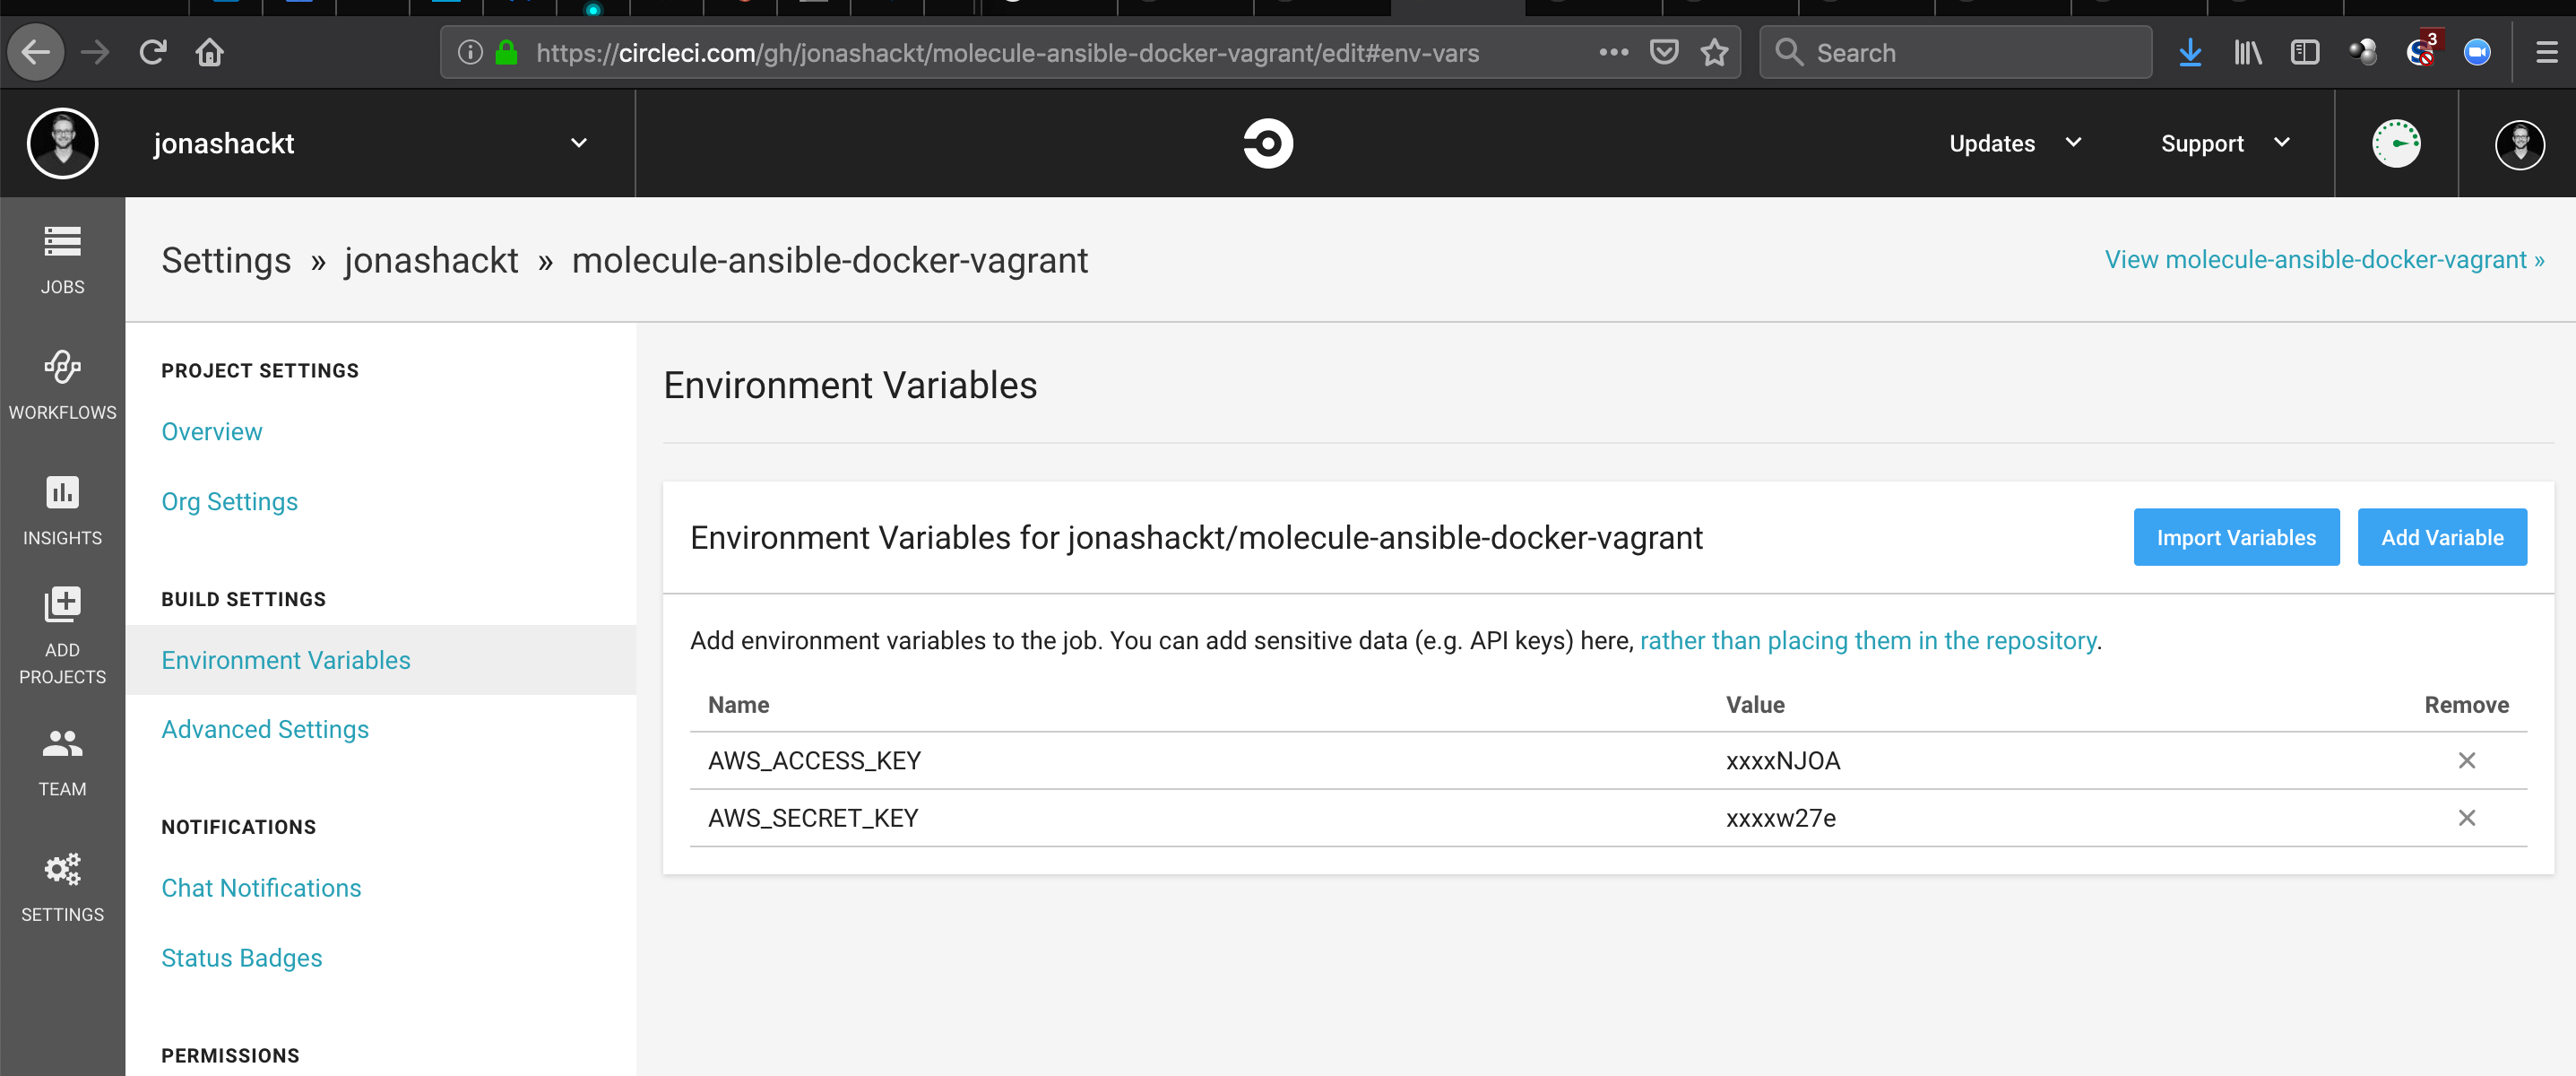 https://circleci.com/gh/jonashackt/molecule-ansible-docker-vagrant/edit#env-vars
Search
3
jonashackt
Updates
Support
JOBS
WORKFLOWS
INSIGHTS
ADD
PROJECTS
TEAM
SETTINGS
Settings » jonashackt » molecule-ansible-docker-vagrant
View molecule-ansible-docker-vagrant »
PROJECT SETTINGS
Overview
Org Settings
BUILD SETTINGS
Environment Variables
Advanced Settings
NOTIFICATIONS
Chat Notifications
Status Badges
PERMISSIONS
Environment Variables
Environment Variables for jonashackt/molecule-ansible-docker-vagrant
Import Variables
Add Variable
Add environment variables to the job. You can add sensitive data (e.g. API keys) here, rather than placing them in the repository.
Name Value Remove
AWS_ACCESS_KEY xxxxNJOA
AWS_SECRET_KEY xxxxw27e